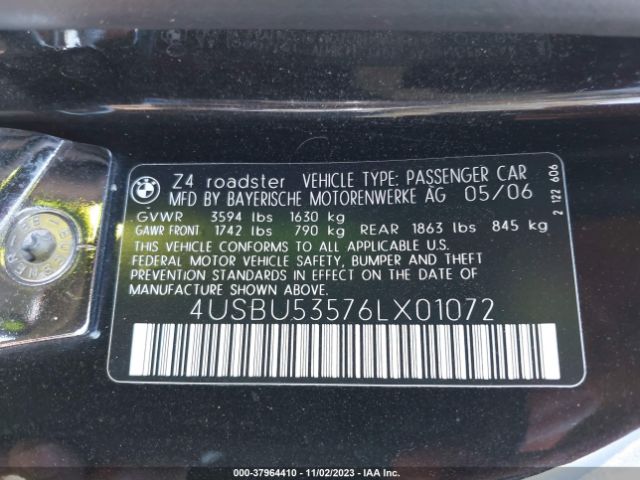 Z4 roadster VEHICLE TYPE: PASSENGER CAR
MFD BY BAYERISCHE MOTORENWERKE AG 05/06
GVWR 3594 lbs 1630 kg
GAWR FRONT 1742 lbs 790 kg REAR 1863 lbs 845 kg
THIS VEHICLE CONFORMS TO ALL APPLICABLE U.S.
FEDERAL MOTOR VEHICLE SAFETY, BUMPER AND THEFT
PREVENTION STANDARDS IN EFFECT ON THE DATE OF
MANUFACTURE SHOWN ABOVE.
4USBU53576LX01072
2 122 606
BMW
000-37964410 - 11/02/2023 - IAA Inc.